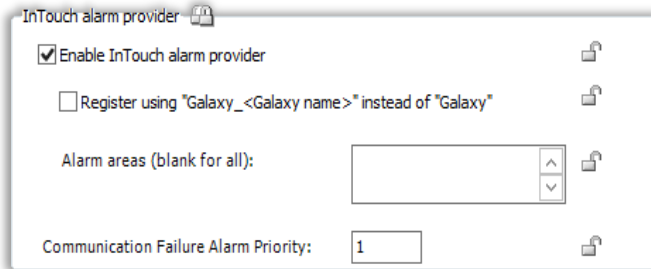 InTouch alarm provider
Enable InTouch alarm provider
Register using "Galaxy_<Galaxy name>" instead of "Galaxy"
Alarm areas (blank for all):
Communication Failure Alarm Priority: 1